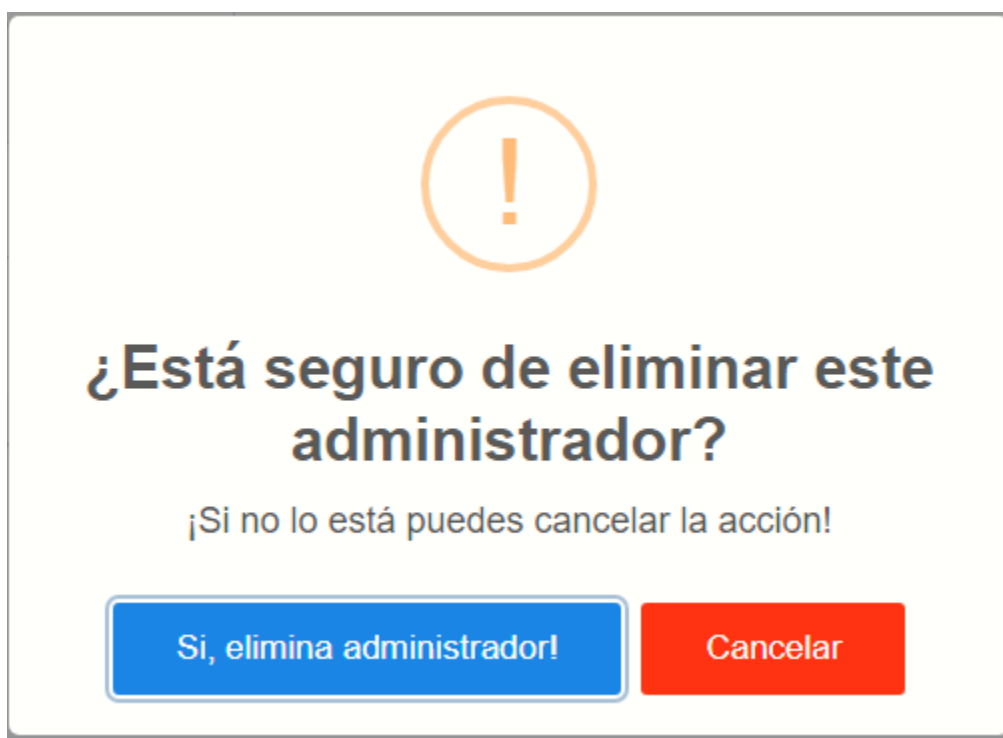 !
¿Está seguro de eliminar este
administrador?
¡Si no lo está puedes cancelar la acción!
Si, elimina administrador!
Cancelar